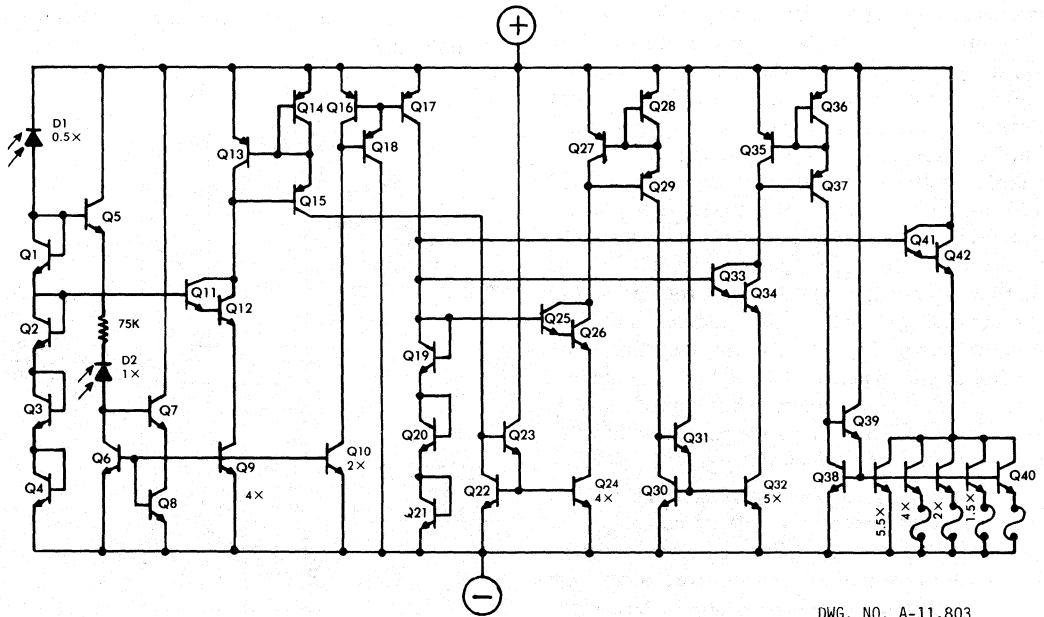 +
D1
0.5×
Q1
Q2
Q3
Q4
Q5
75K
D2
1×
Q6
Q7
Q8
Q9
4×
Q10
2×
Q11
Q12
Q13
Q14
Q15
Q16
Q17
Q18
Q19
Q20
Q21
Q22
Q23
Q24
4×
Q25
Q26
Q27
Q28
Q29
Q30
Q31
Q32
5×
Q33
Q34
Q35
Q36
Q37
Q38
Q39
5.5×
4×
2×
1.5×
Q40
Q41
Q42
−
DWG. NO. A-11,803